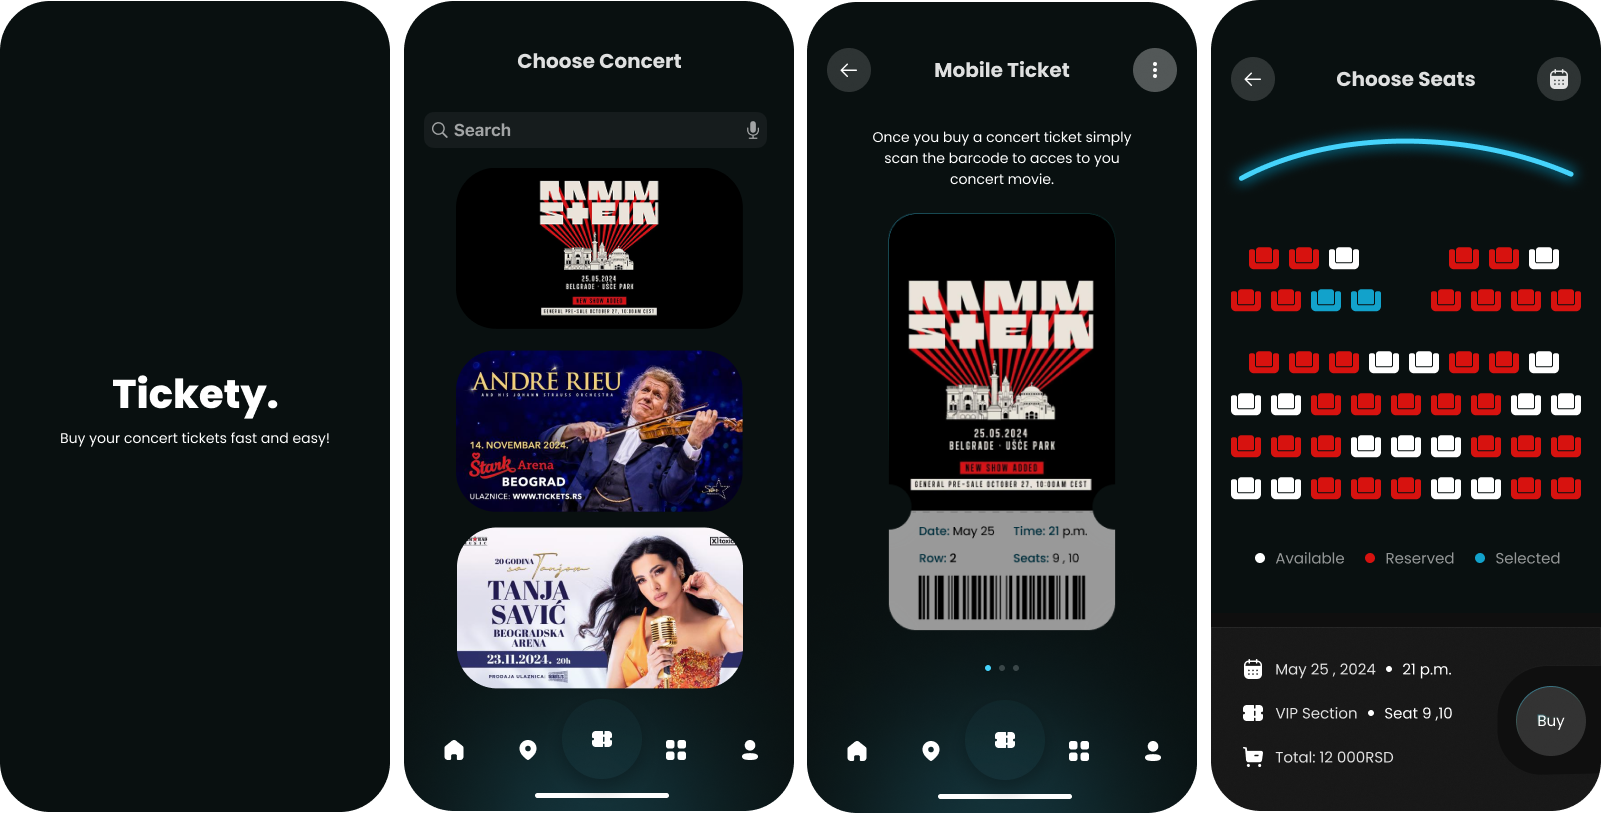 Tickety.
Buy your concert tickets fast and easy!
Choose Concert
Search
RAMM
STEIN
25.05.2024
BELGRADE · UŠĆE PARK
NEW SHOW ADDED
GENERAL PRE-SALE OCTOBER 27, 10:00AM CEST
ANDRÉ RIEU
AND HIS JOHANN STRAUSS ORCHESTRA
14. NOVEMBAR 2024.
Štark Arena
BEOGRAD
ULAZNICE: WWW.TICKETS.RS
20 GODINA
sa Tanjom
TANJA
SAVIĆ
BEOGRADSKA
ARENA
23.11.2024. 20h
PRODAJA ULAZNICA:
Mobile Ticket
Once you buy a concert ticket simply
scan the barcode to acces to you
concert movie.
RAMM
STEIN
25.05.2024
BELGRADE · UŠĆE PARK
NEW SHOW ADDED
GENERAL PRE-SALE OCTOBER 27, 10:00AM CEST
Date: May 25 Time: 21 p.m.
Row: 2 Seats: 9 , 10
Choose Seats
Available Reserved Selected
May 25 , 2024 • 21 p.m.
VIP Section • Seat 9 ,10
Total: 12 000RSD
Buy